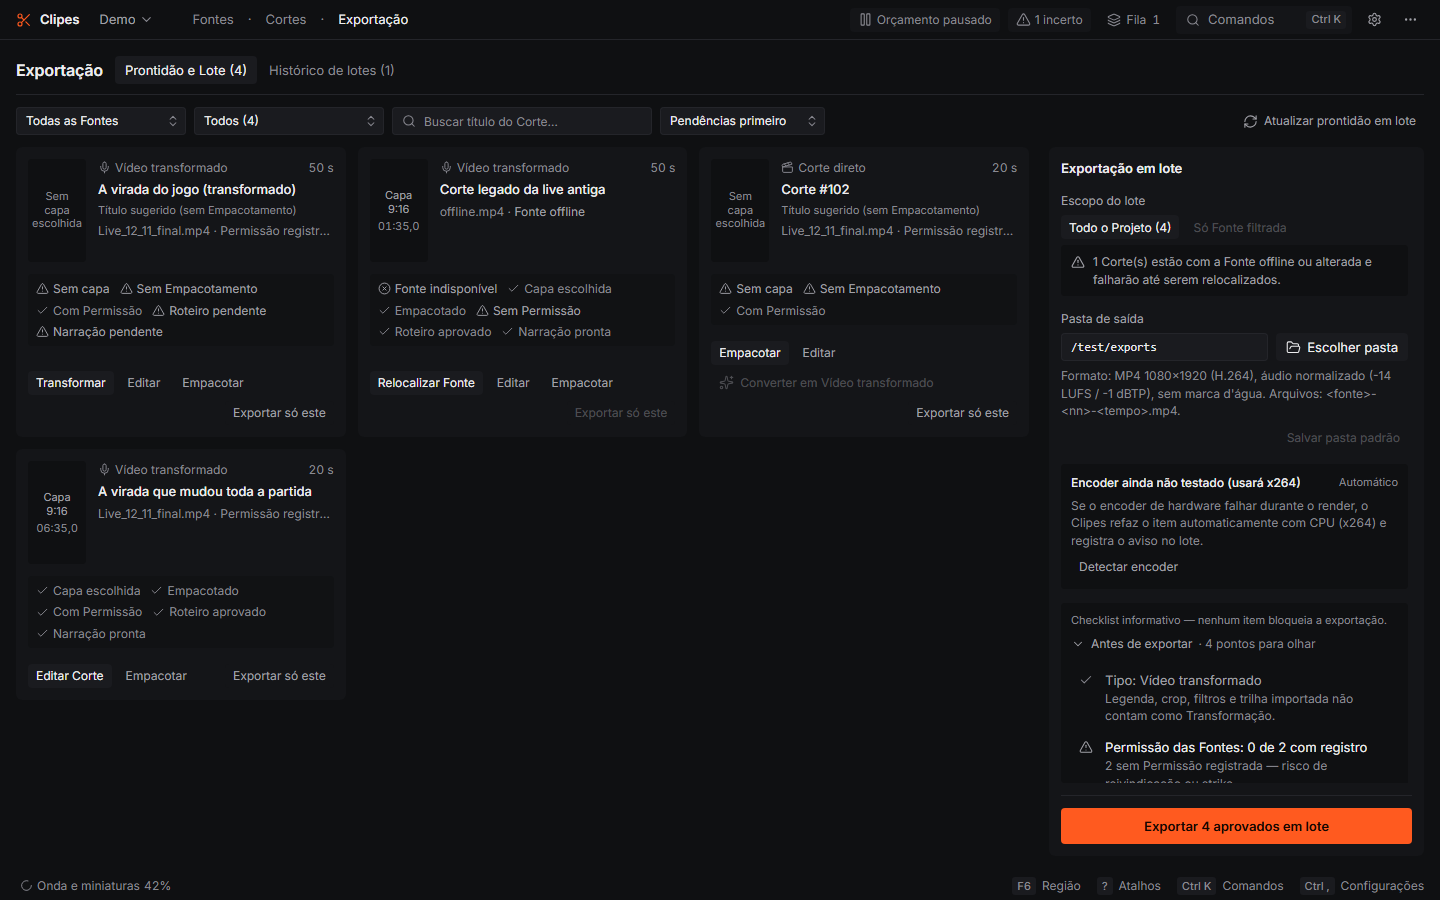 Clipes Demo Fontes · Cortes · Exportação Orçamento pausado 1 incerto Fila 1 Comandos Ctrl K
Exportação Prontidão e Lote (4) Histórico de lotes (1)
Todas as Fontes Todos (4) Buscar título do Corte... Pendências primeiro Atualizar prontidão em lote
Sem capa escolhida
Vídeo transformado 50 s
A virada do jogo (transformado)
Título sugerido (sem Empacotamento)
Live_12_11_final.mp4 · Permissão registr...
Sem capa Sem Empacotamento
Com Permissão Roteiro pendente
Narração pendente
Transformar Editar Empacotar
Exportar só este
Capa 9:16 01:35,0
Vídeo transformado 50 s
Corte legado da live antiga
offline.mp4 · Fonte offline
Fonte indisponível Capa escolhida
Empacotado Sem Permissão
Roteiro aprovado Narração pronta
Relocalizar Fonte Editar Empacotar
Exportar só este
Sem capa escolhida
Corte direto 20 s
Corte #102
Título sugerido (sem Empacotamento)
Live_12_11_final.mp4 · Permissão registr...
Sem capa Sem Empacotamento
Com Permissão
Empacotar Editar
Converter em Vídeo transformado
Exportar só este
Capa 9:16 06:35,0
Vídeo transformado 20 s
A virada que mudou toda a partida
Live_12_11_final.mp4 · Permissão registr...
Capa escolhida Empacotado
Com Permissão Roteiro aprovado
Narração pronta
Editar Corte Empacotar Exportar só este
Exportação em lote
Escopo do lote
Todo o Projeto (4) Só Fonte filtrada
1 Corte(s) estão com a Fonte offline ou alterada e
falharão até serem relocalizados.
Pasta de saída
/test/exports Escolher pasta
Formato: MP4 1080×1920 (H.264), áudio normalizado (-14
LUFS / -1 dBTP), sem marca d'água. Arquivos: <fonte>-
<nn>-<tempo>.mp4.
Salvar pasta padrão
Encoder ainda não testado (usará x264) Automático
Se o encoder de hardware falhar durante o render, o
Clipes refaz o item automaticamente com CPU (x264) e
registra o aviso no lote.
Detectar encoder
Checklist informativo — nenhum item bloqueia a exportação.
Antes de exportar · 4 pontos para olhar
Tipo: Vídeo transformado
Legenda, crop, filtros e trilha importada não
contam como Transformação.
Permissão das Fontes: 0 de 2 com registro
2 sem Permissão registrada — risco de
Exportar 4 aprovados em lote
Onda e miniaturas 42% F6 Região ? Atalhos Ctrl K Comandos Ctrl , Configurações